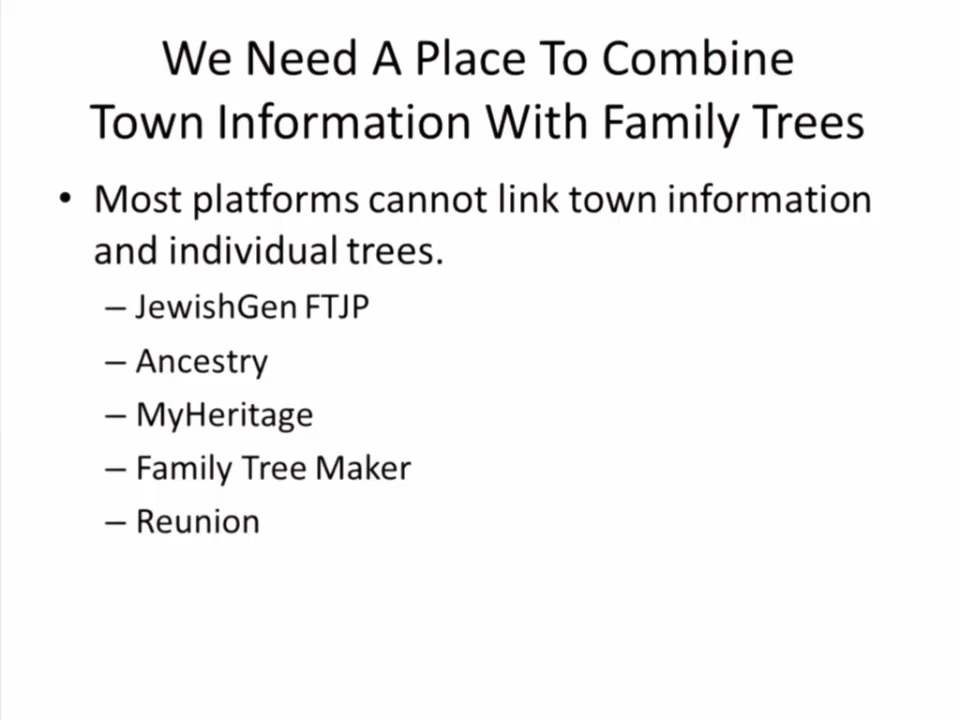 We Need A Place To Combine
Town Information With Family Trees
• Most platforms cannot link town information
and individual trees.
– JewishGen FTJP
– Ancestry
– MyHeritage
– Family Tree Maker
– Reunion